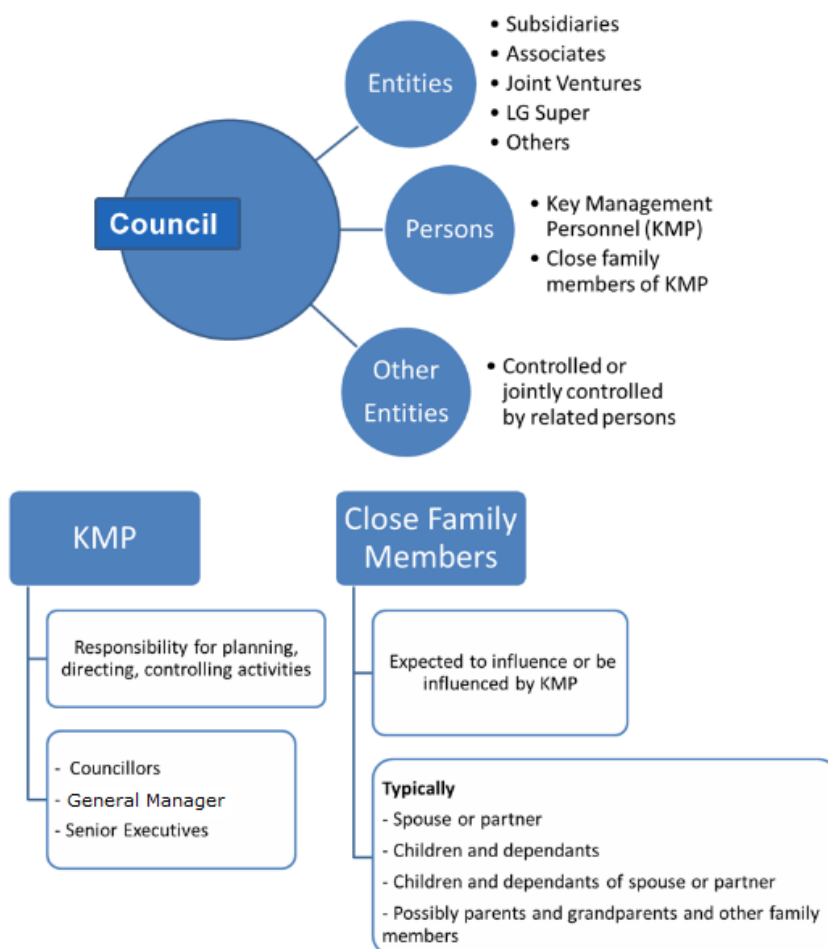 Entities
• Subsidiaries
• Associates
• Joint Ventures
• LG Super
• Others
Council
Persons
• Key Management
Personnel (KMP)
• Close family
members of KMP
Other
Entities
• Controlled or
jointly controlled
by related persons
KMP
Responsibility for planning,
directing, controlling activities
- Councillors
- General Manager
- Senior Executives
Close Family
Members
Expected to influence or be
influenced by KMP
Typically
- Spouse or partner
- Children and dependants
- Children and dependants of spouse or partner
- Possibly parents and grandparents and other family
members